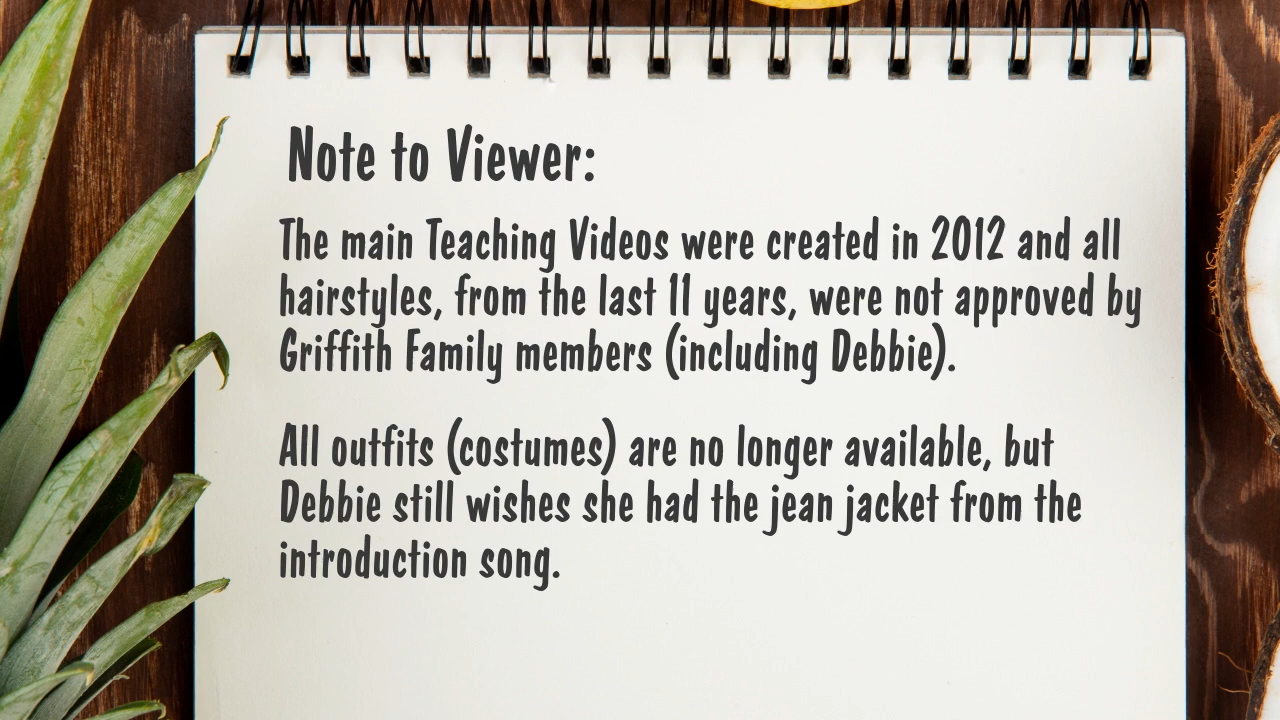 Note to Viewer:
The main Teaching Videos were created in 2012 and all
hairstyles, from the last 11 years, were not approved by
Griffith Family members (including Debbie).
All outfits (costumes) are no longer available, but
Debbie still wishes she had the jean jacket from the
introduction song.